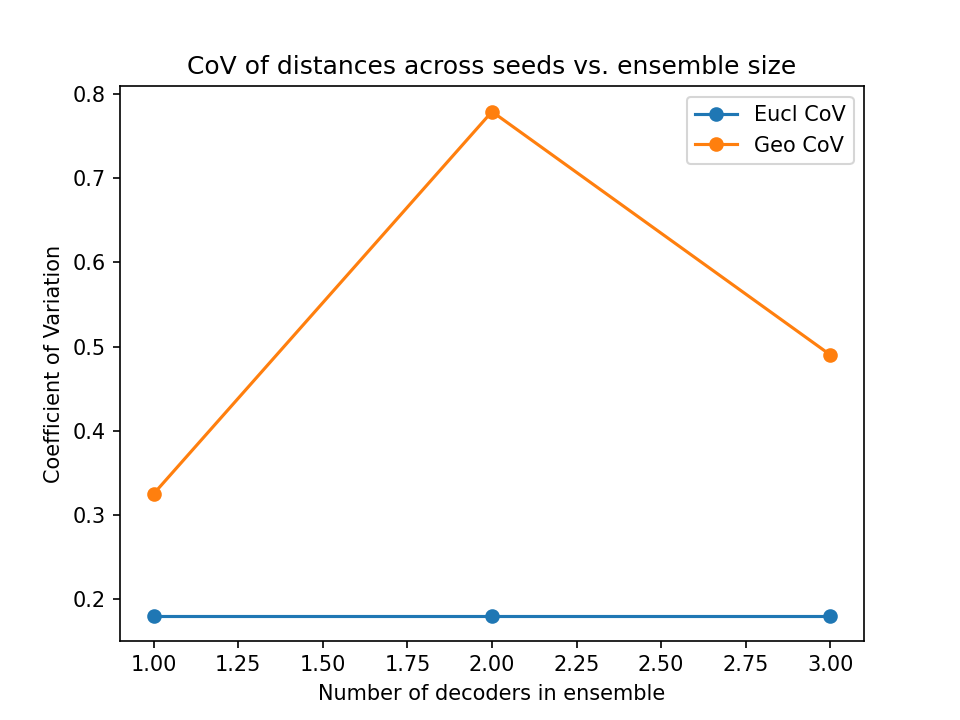 CoV of distances across seeds vs. ensemble size
Eucl CoV
Geo CoV
Coefficient of Variation
0.8
0.7
0.6
0.5
0.4
0.3
0.2
1.00 1.25 1.50 1.75 2.00 2.25 2.50 2.75 3.00
Number of decoders in ensemble